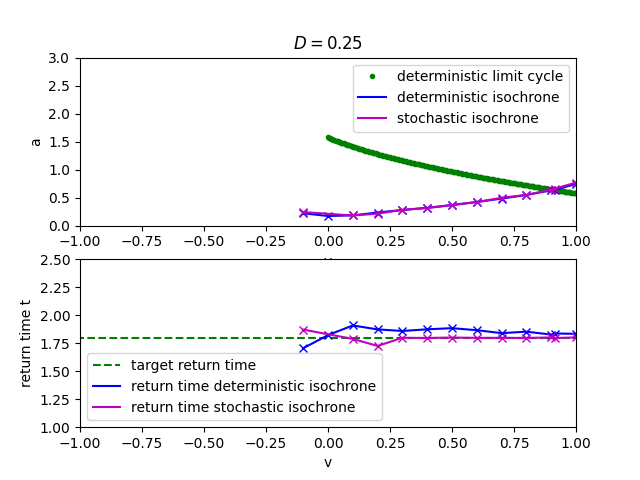 D = 0.25
3.0
2.5
2.0
1.5
1.0
0.5
0.0
a
deterministic limit cycle
deterministic isochrone
stochastic isochrone
−1.00 −0.75 −0.50 −0.25 0.00 0.25 0.50 0.75 1.00
2.50
2.25
2.00
1.75
1.50
1.25
1.00
return time t
target return time
return time deterministic isochrone
return time stochastic isochrone
−1.00 −0.75 −0.50 −0.25 0.00 0.25 0.50 0.75 1.00
v